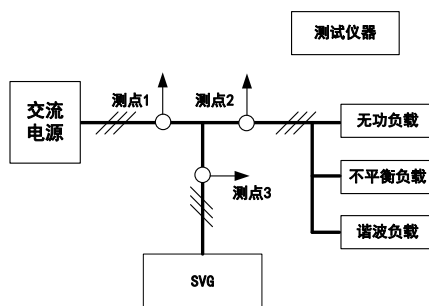 测试仪器
交流
电源
测点1
测点2
无功负载
不平衡负载
测点3
谐波负载
SVG